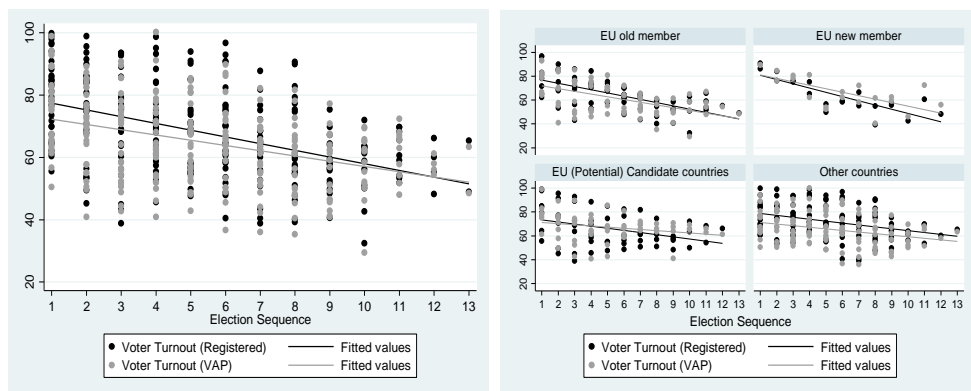 100
80
60
40
20
1 2 3 4 5 6 7 8 9 10 11 12 13
Election Sequence
Voter Turnout (Registered) Fitted values
Voter Turnout (VAP) Fitted values
EU old member EU new member
100
80
60
40
20
EU (Potential) Candidate countries Other countries
100
80
60
40
20
1 2 3 4 5 6 7 8 9 10 11 12 13 1 2 3 4 5 6 7 8 9 10 11 12 13
Election Sequence
Voter Turnout (Registered) Fitted values
Voter Turnout (VAP) Fitted values